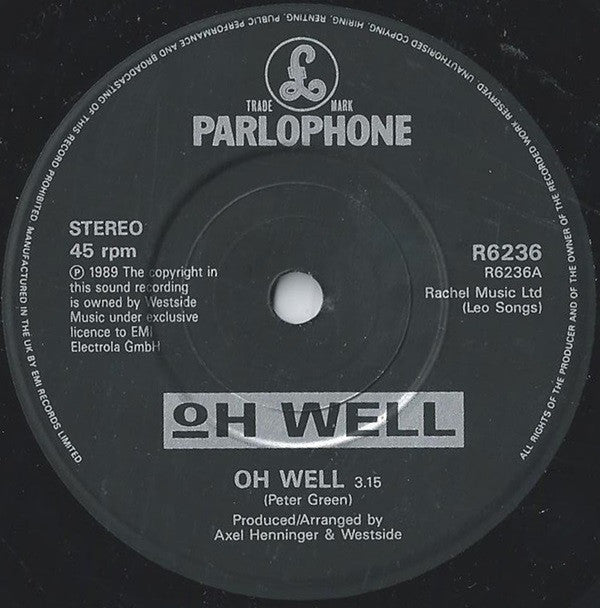 UNAUTHORISED COPYING, HIRING, RENTING, PUBLIC PERFORMANCE AND BROADCASTING OF THIS RECORD PROHIBITED. MANUFACTURED IN THE UK BY EMI RECORDS LIMITED
ALL RIGHTS OF THE PRODUCER AND OF THE OWNER OF THE RECORDED WORK RESERVED.
£
TRADE MARK
PARLOPHONE
STEREO
45 rpm
℗ 1989 The copyright in
this sound recording
is owned by Westside
Music under exclusive
licence to EMI
Electrola GmbH
R6236
R6236A
Rachel Music Ltd
(Leo Songs)
OH WELL
OH WELL 3.15
(Peter Green)
Produced/Arranged by
Axel Henninger & Westside